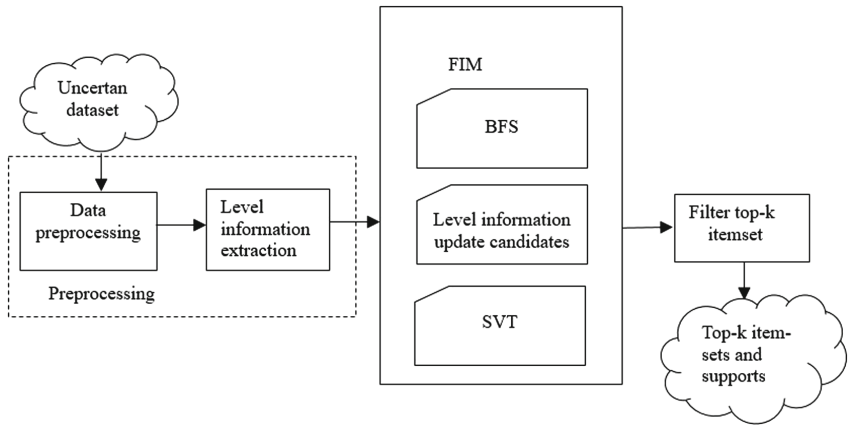 Uncertan
dataset
Data
preprocessing
Level
information
extraction
Preprocessing
FIM
BFS
Level information
update candidates
SVT
Filter top-k
itemset
Top-k item-
sets and
supports